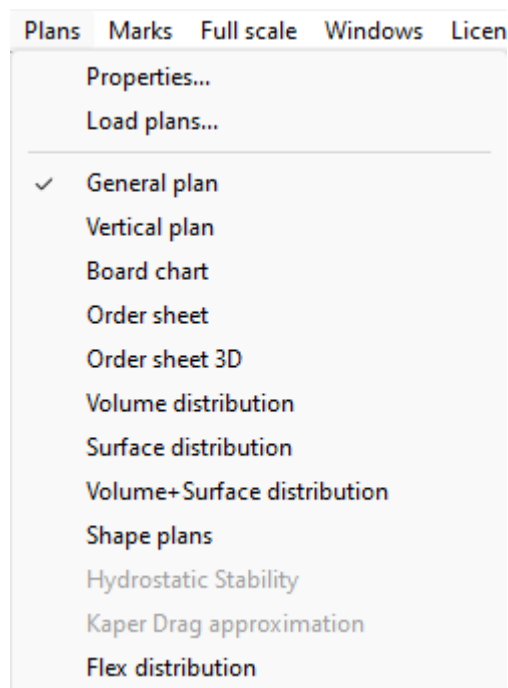 Plans Marks Full scale Windows Licen
Properties...
Load plans...
General plan
Vertical plan
Board chart
Order sheet
Order sheet 3D
Volume distribution
Surface distribution
Volume+Surface distribution
Shape plans
Hydrostatic Stability
Kaper Drag approximation
Flex distribution